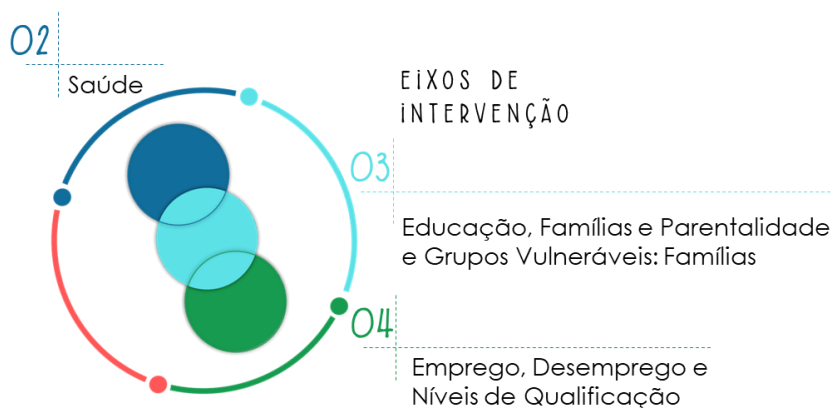 02
Saúde
EIXOS DE
INTERVENÇÃO
03
Educação, Famílias e Parentalidade
e Grupos Vulneráveis: Famílias
04
Emprego, Desemprego e
Níveis de Qualificação